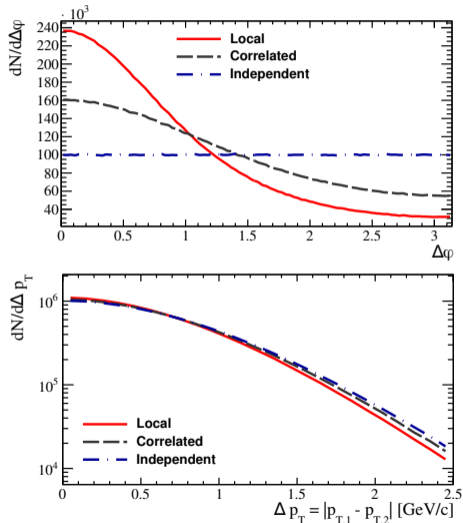 ×10³
dN/dΔφ
240
220
200
180
160
140
120
100
80
60
40
Local
Correlated
Independent
0 0.5 1 1.5 2 2.5 3
Δφ
dN/dΔ p_T
10⁶
10⁵
10⁴
Local
Correlated
Independent
0 0.5 1 1.5 2 2.5
Δ p_T = |p_T,1 - p_T,2| [GeV/c]